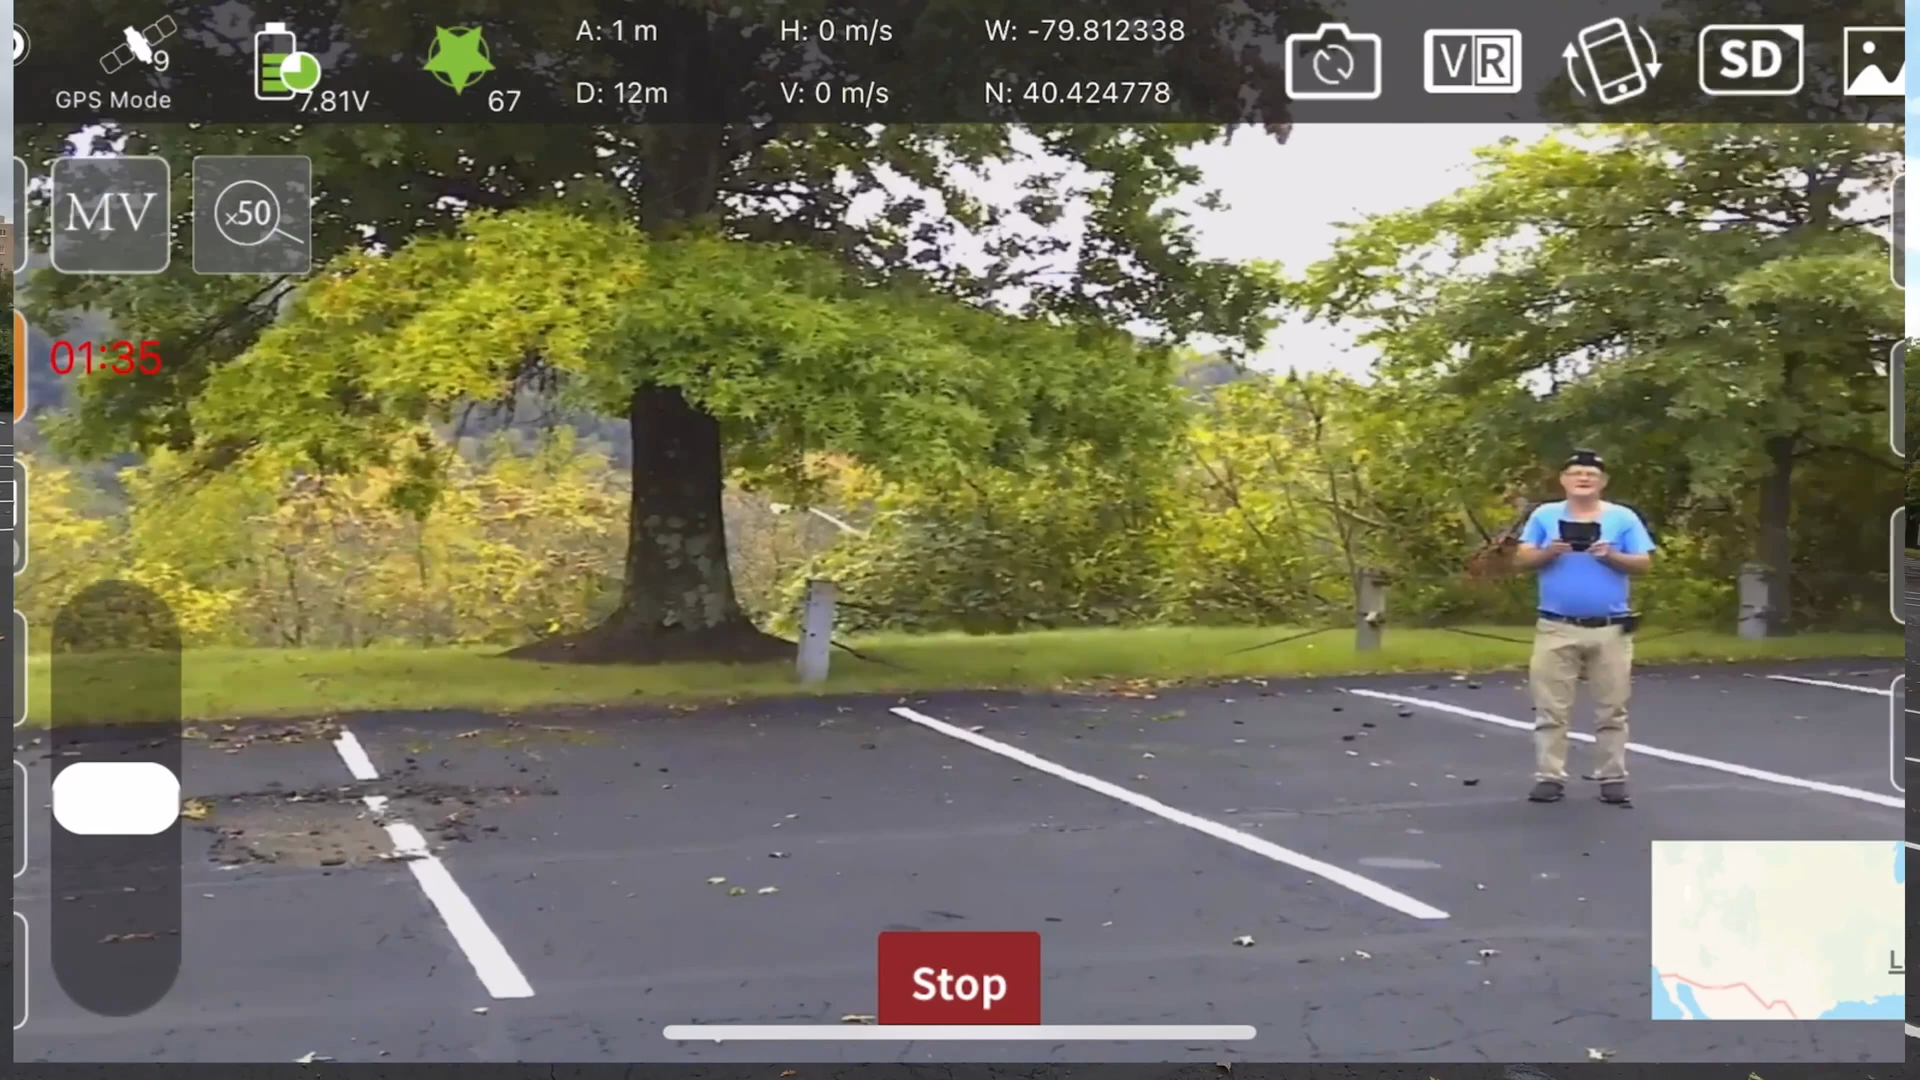 9
GPS Mode
7.81V
67
A: 1 m
H: 0 m/s
W: -79.812338
D: 12m
V: 0 m/s
N: 40.424778
VR
SD
MV
x50
01:35
Stop